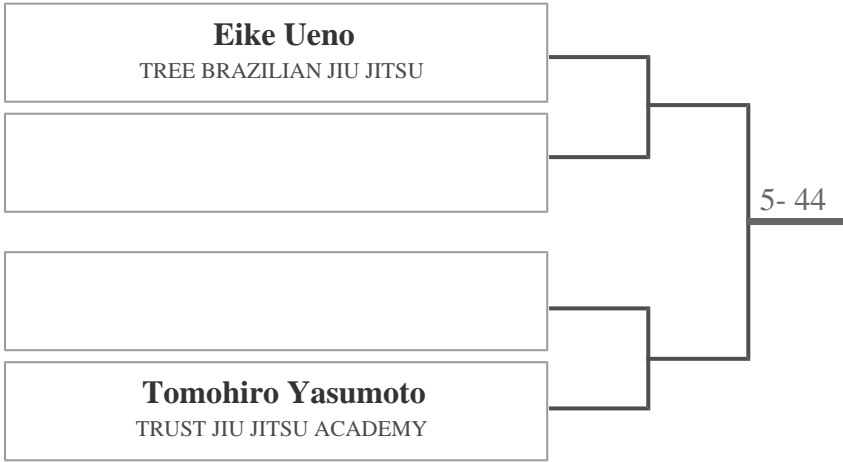 Eike Ueno
TREE BRAZILIAN JIU JITSU
5- 44
Tomohiro Yasumoto
TRUST JIU JITSU ACADEMY